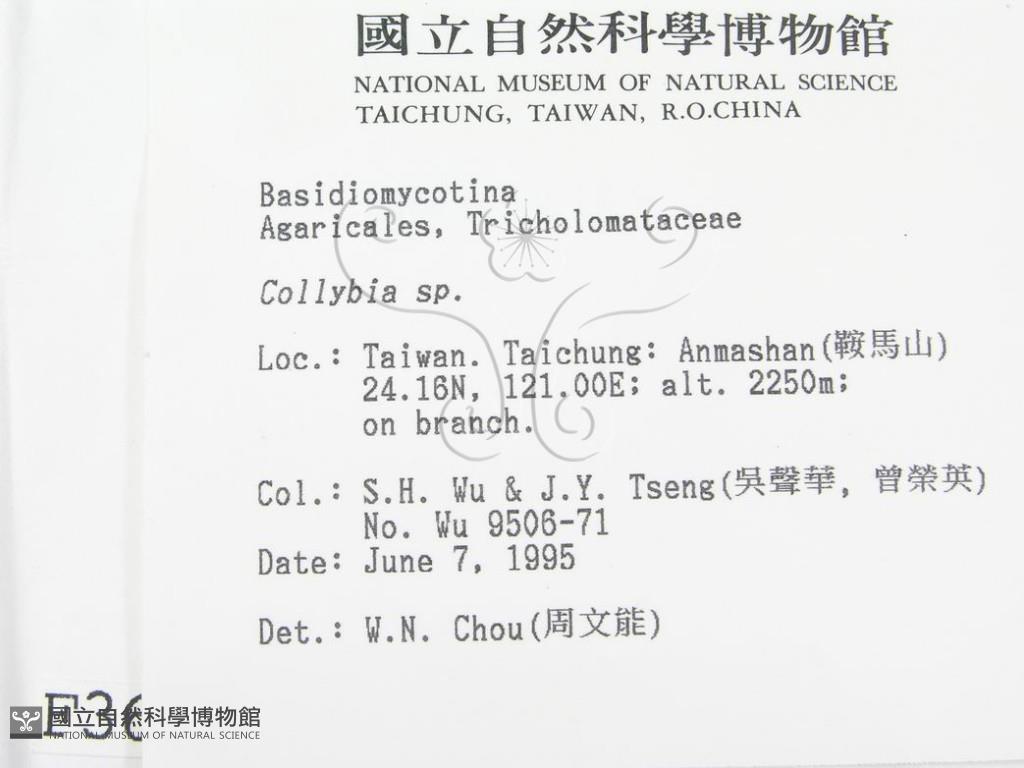 國立自然科學博物館
NATIONAL MUSEUM OF NATURAL SCIENCE
TAICHUNG, TAIWAN, R.O.CHINA
Basidiomycotina
Agaricales, Tricholomataceae
Collybia sp.
Loc.: Taiwan. Taichung: Anmashan(鞍馬山)
24.16N, 121.00E; alt. 2250m;
on branch.
Col.: S.H. Wu & J.Y. Tseng(吳聲華, 曾榮英)
No. Wu 9506-71
Date: June 7, 1995
Det.: W.N. Chou(周文能)
國立自然科學博物館
NATIONAL MUSEUM OF NATURAL SCIENCE